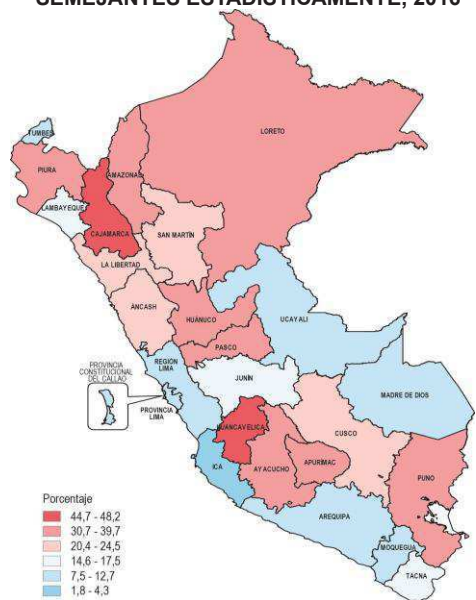 SEMEJANTES ESTADÍSTICAMENTE, 2016
TUMBES
LORETO
PIURA
AMAZONAS
LAMBAYEQUE
CAJAMARCA
SAN MARTÍN
LA LIBERTAD
ÁNCASH
HUÁNUCO
UCAYALI
PASCO
PROVINCIA
CONSTITUCIONAL
DEL CALLAO
REGIÓN
LIMA
JUNÍN
PROVINCIA
LIMA
MADRE DE DIOS
HUANCAVELICA
CUSCO
ICA
AYACUCHO
APURÍMAC
PUNO
AREQUIPA
MOQUEGUA
TACNA
Porcentaje
44,7 - 48,2
30,7 - 39,7
20,4 - 24,5
14,6 - 17,5
7,5 - 12,7
1,8 - 4,3